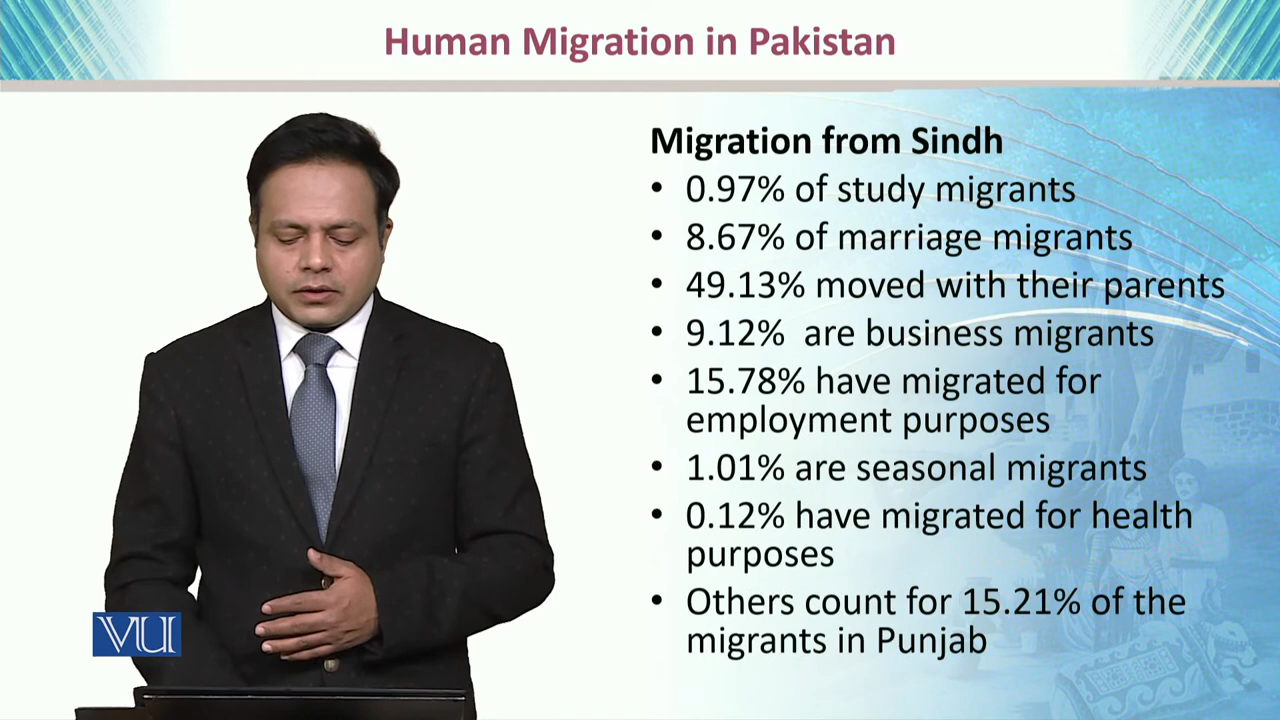 Human Migration in Pakistan
Migration from Sindh
• 0.97% of study migrants
• 8.67% of marriage migrants
• 49.13% moved with their parents
• 9.12%  are business migrants
• 15.78% have migrated for
employment purposes
• 1.01% are seasonal migrants
• 0.12% have migrated for health
purposes
• Others count for 15.21% of the
migrants in Punjab
VU